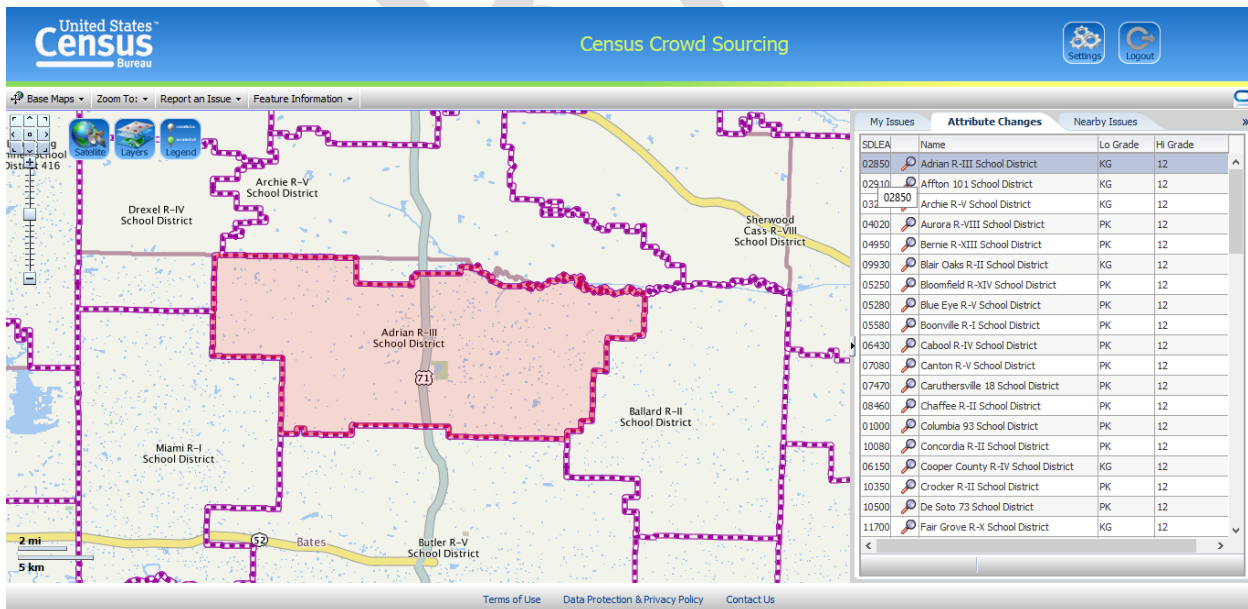 United States™
Census
Bureau
Census Crowd Sourcing
Settings
Logout
Base Maps
Zoom To:
Report an Issue
Feature Information
Satellite
Layers
Legend
School
416
Archie R-V
School District
Drexel R-IV
School District
Sherwood
Cass R-VIII
School District
Adrian R-III
School District
71
Ballard R-II
School District
Miami R-I
School District
52
Bates
Butler R-V
School District
2 mi
5 km
My Issues
Attribute Changes
Nearby Issues
»
SDLEA Name Lo Grade Hi Grade
02850 Adrian R-III School District KG 12
02910 Affton 101 School District KG 12
02850
Archie R-V School District KG 12
04020 Aurora R-VIII School District PK 12
04950 Bernie R-XIII School District PK 12
09930 Blair Oaks R-II School District KG 12
05250 Bloomfield R-XIV School District PK 12
05280 Blue Eye R-V School District PK 12
05580 Boonville R-I School District PK 12
06430 Cabool R-IV School District PK 12
07080 Canton R-V School District PK 12
07470 Caruthersville 18 School District PK 12
08460 Chaffee R-II School District PK 12
01000 Columbia 93 School District PK 12
10080 Concordia R-II School District PK 12
06150 Cooper County R-IV School District KG 12
10350 Crocker R-II School District PK 12
10500 De Soto 73 School District PK 12
11700 Fair Grove R-X School District KG 12
Terms of Use
Data Protection & Privacy Policy
Contact Us